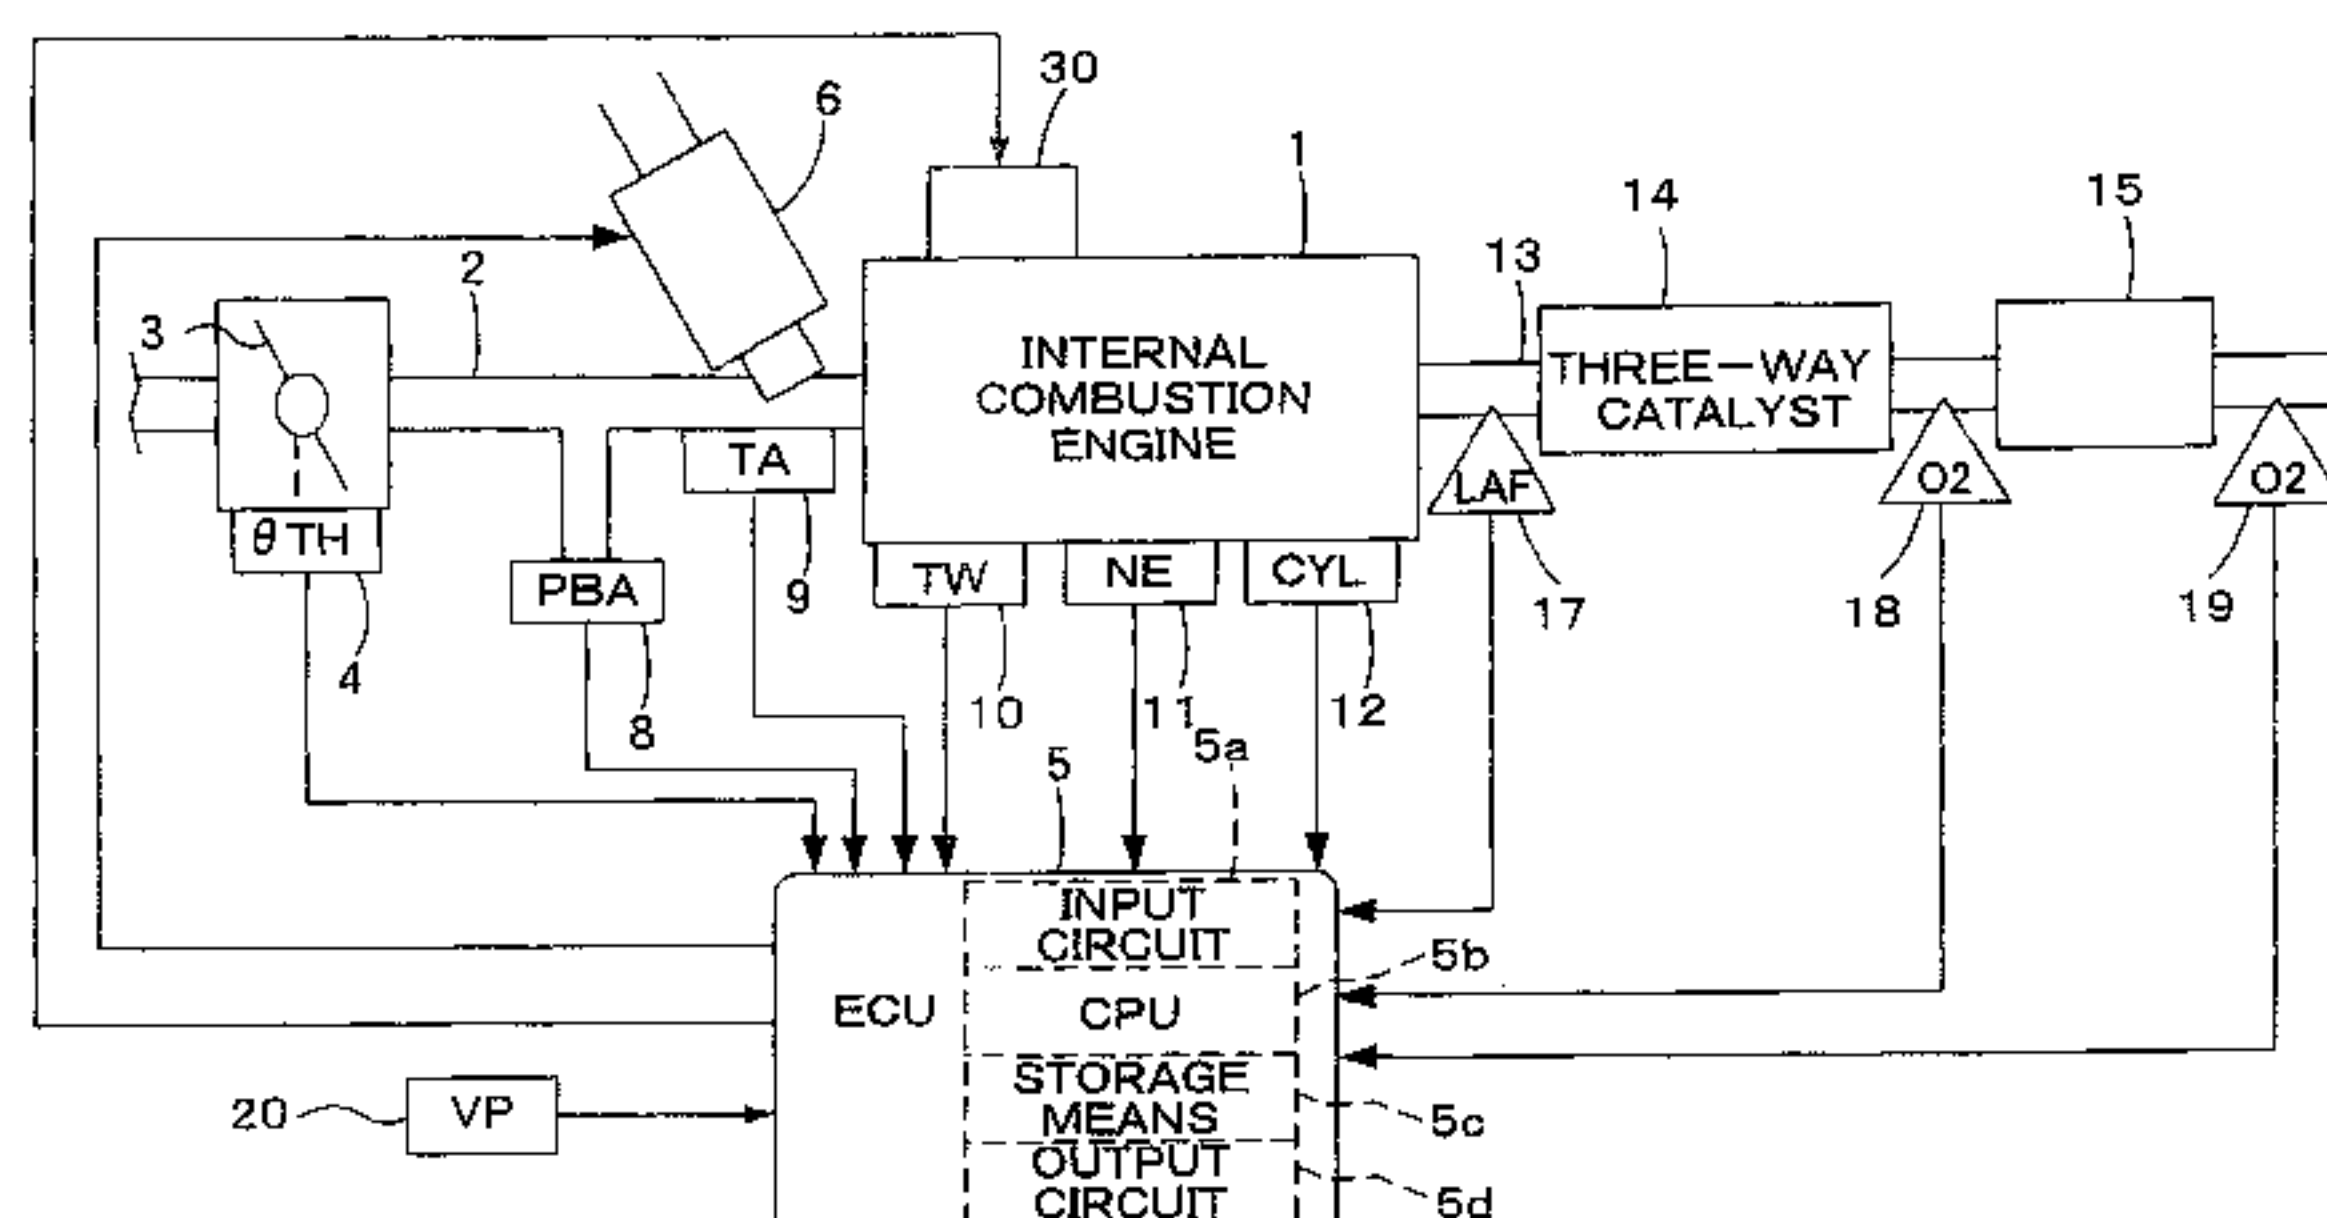 30
6
1
14
15
2
13
3
INTERNAL
COMBUSTION
ENGINE
THREE-WAY
CATALYST
TA
LAF
O2
O2
θTH
PBA
TW
NE
CYL
9
17
18
19
4
8
10
11
12
5
5a
INPUT
CIRCUIT
5b
ECU
CPU
STORAGE
MEANS
5c
20
VP
OUTPUT
CIRCUIT
5d